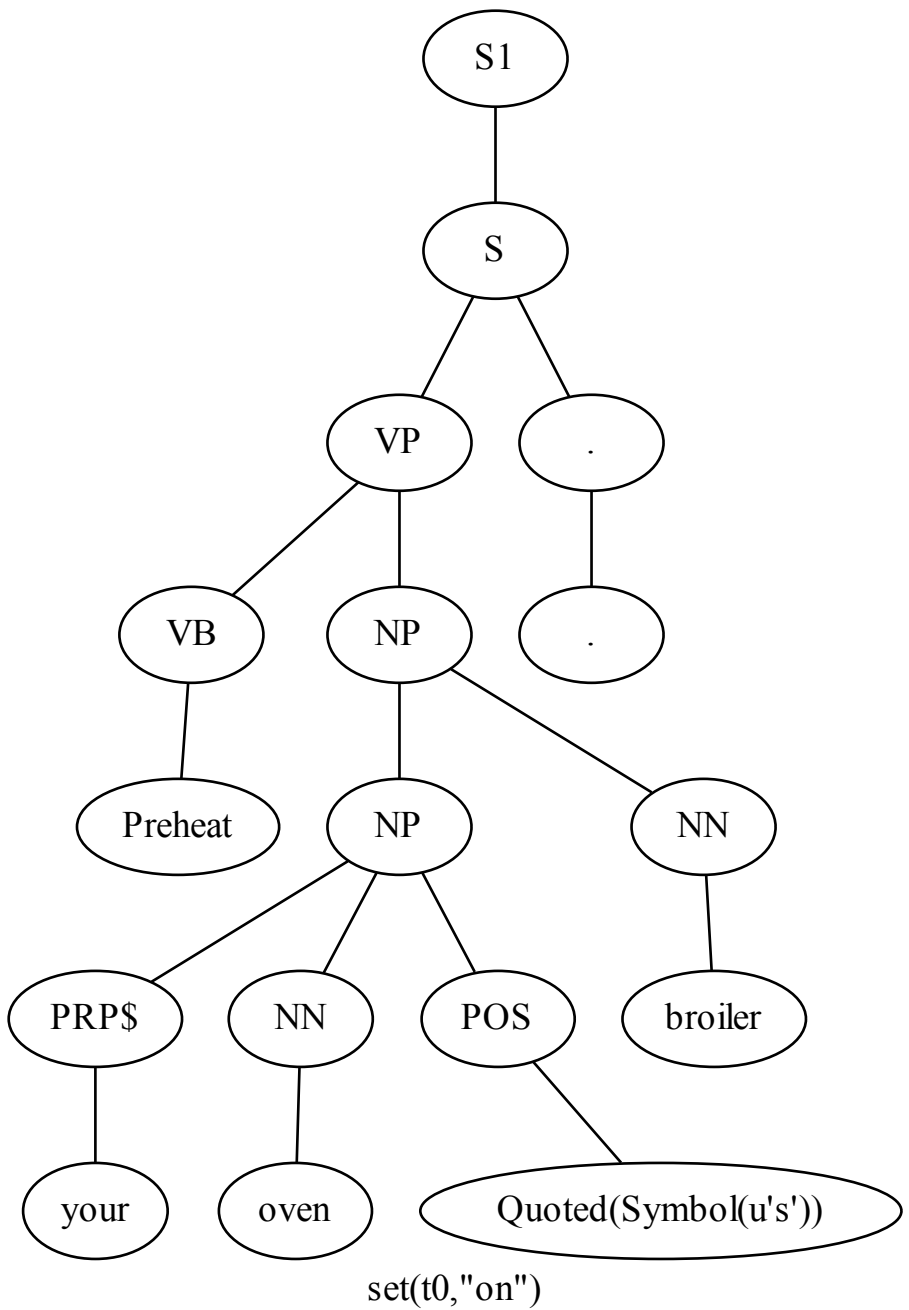 S1
S
VP .
VB NP .
Preheat NP NN
PRP$ NN POS broiler
your oven Quoted(Symbol(u's'))
set(t0,"on")